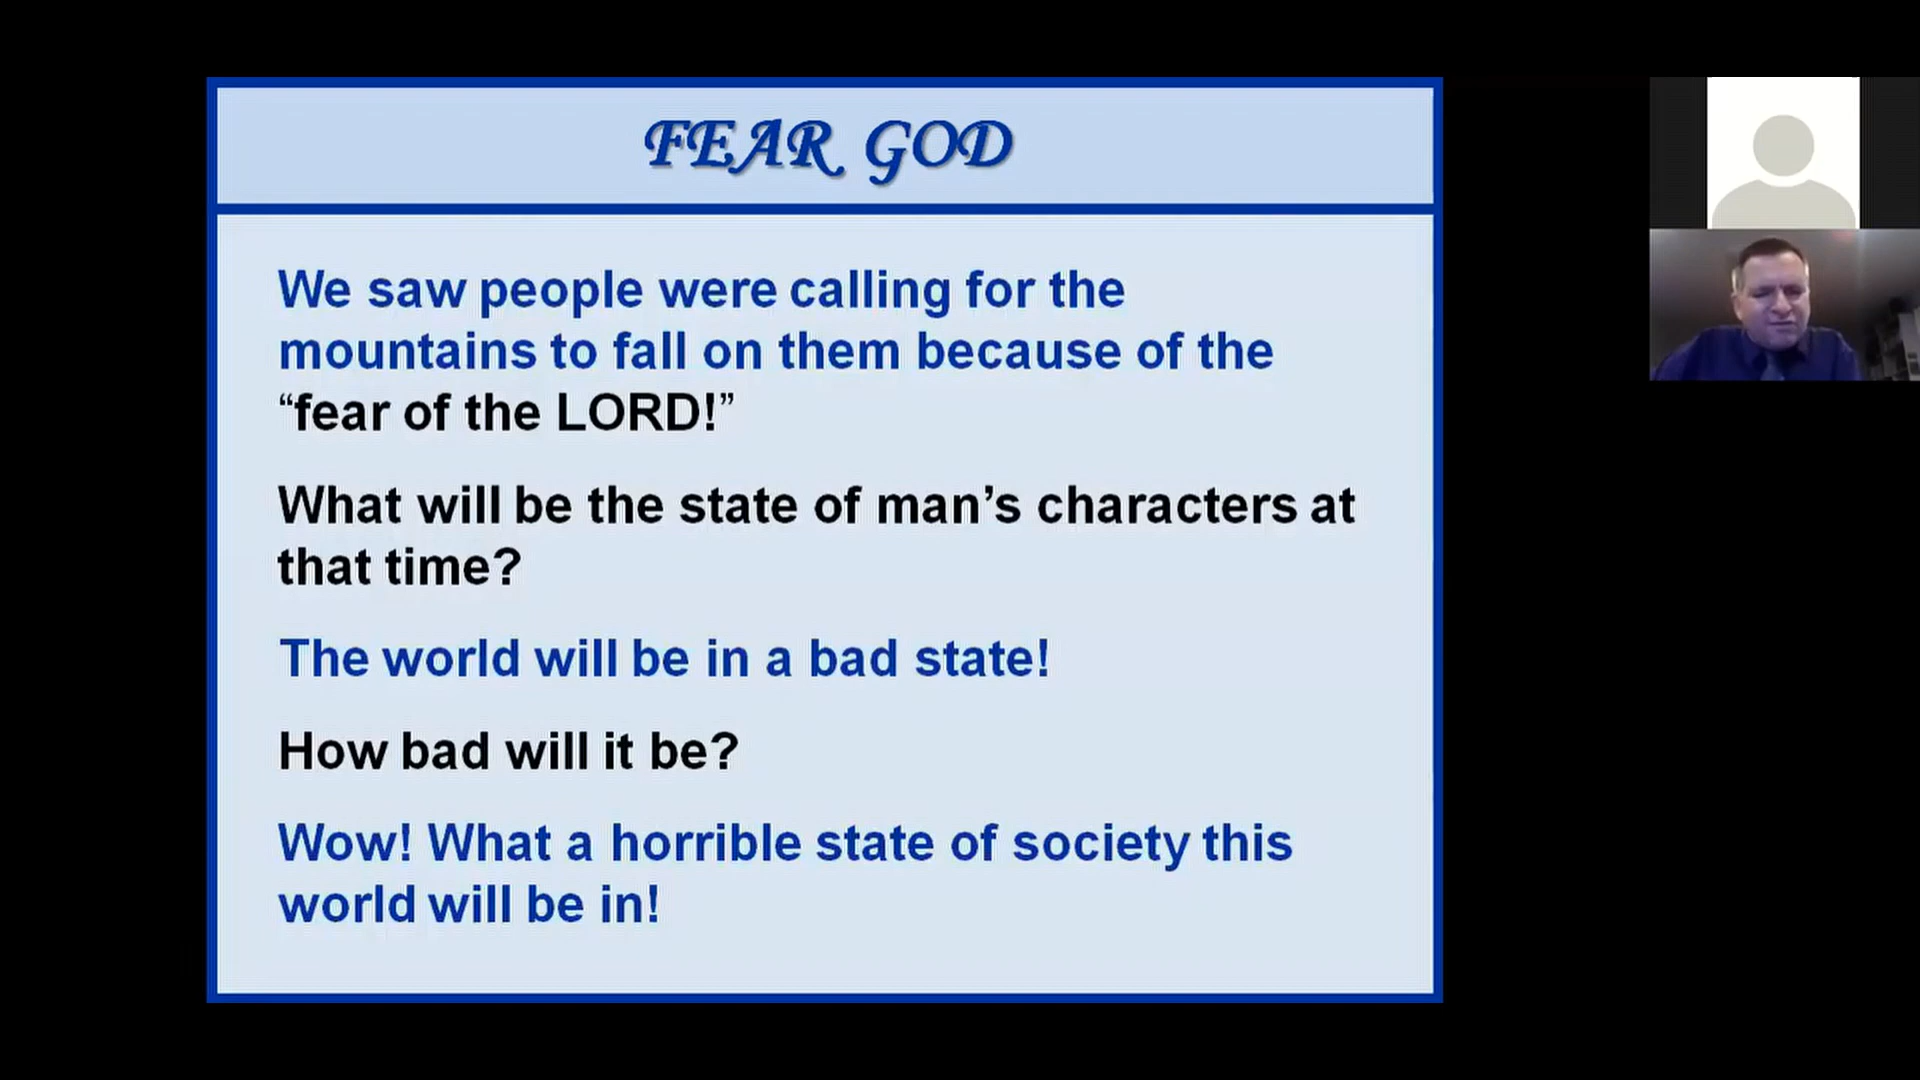 FEAR GOD
We saw people were calling for the
mountains to fall on them because of the
“fear of the LORD!”
What will be the state of man’s characters at
that time?
The world will be in a bad state!
How bad will it be?
Wow! What a horrible state of society this
world will be in!